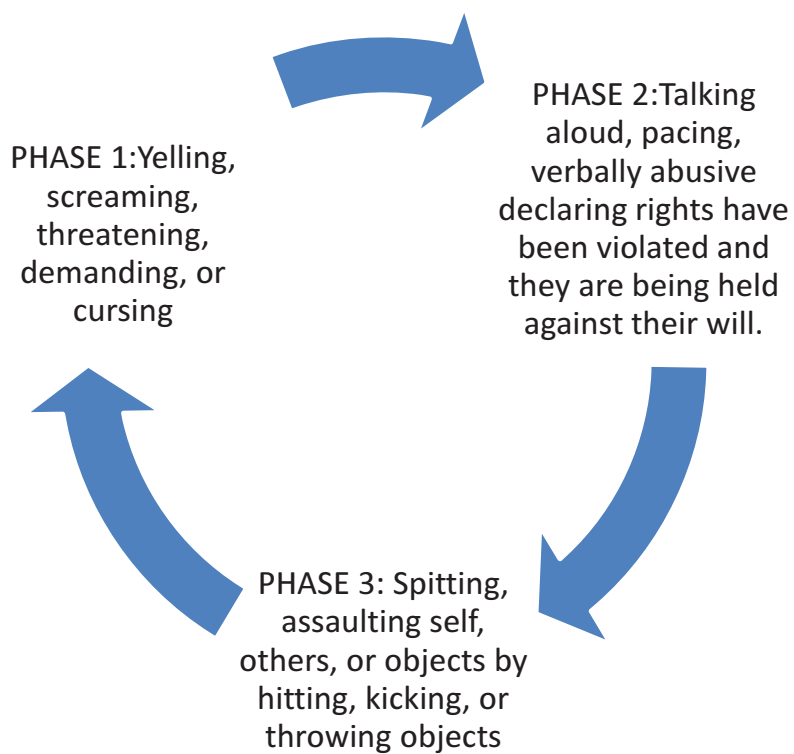 PHASE 1:Yelling,
screaming,
threatening,
demanding, or
cursing
PHASE 2:Talking
aloud, pacing,
verbally abusive
declaring rights have
been violated and
they are being held
against their will.
PHASE 3: Spitting,
assaulting self,
others, or objects by
hitting, kicking, or
throwing objects